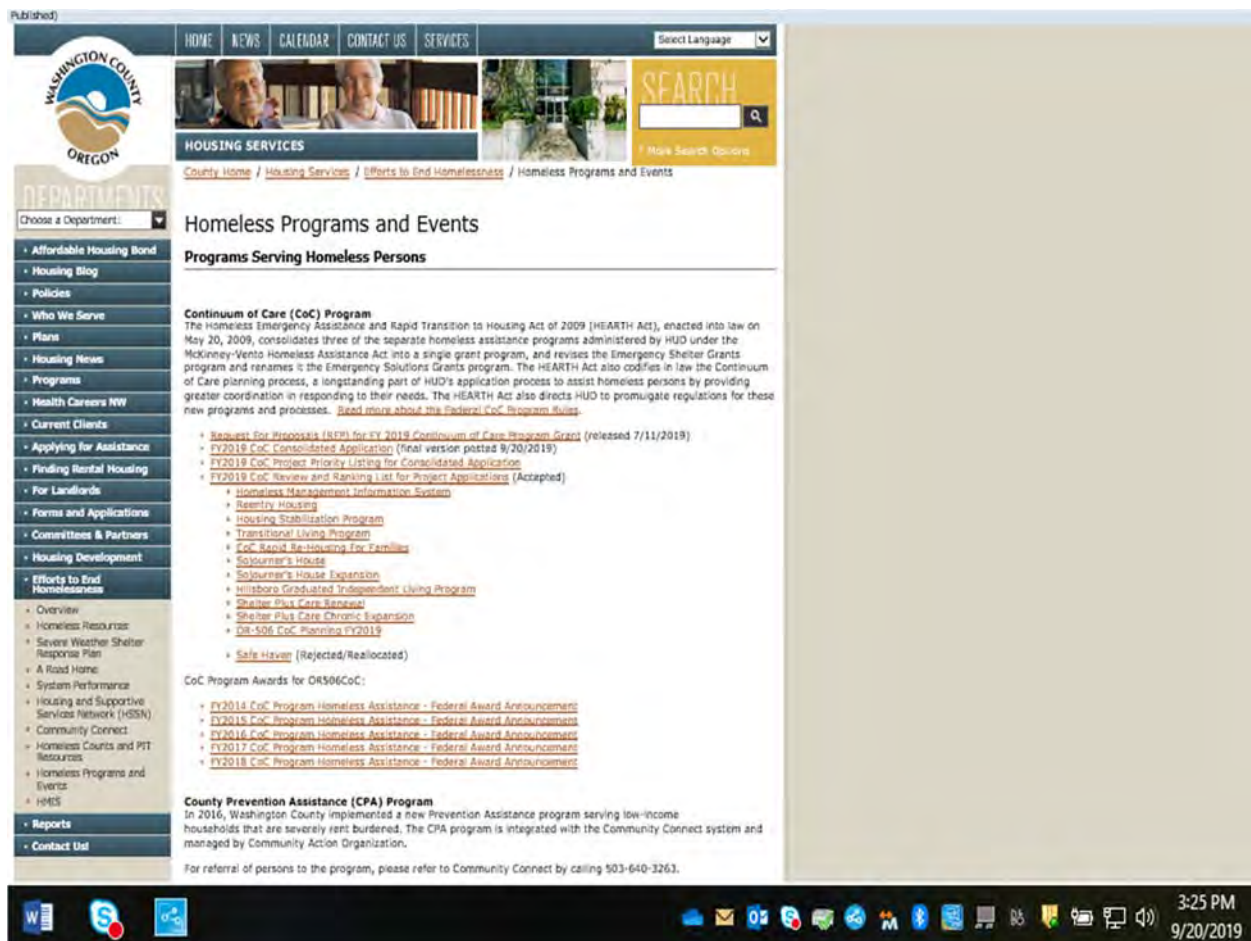 Published)
HOME NEWS CALENDAR CONTACT US SERVICES
Select Language
WASHINGTON COUNTY
OREGON
SEARCH
More Search Options
HOUSING SERVICES
County Home / Housing Services / Efforts to End Homelessness / Homeless Programs and Events
DEPARTMENTS
Choose a Department:
Affordable Housing Bond
Housing Blog
Policies
Who We Serve
Plans
Housing News
Programs
Health Careers NW
Current Clients
Applying for Assistance
Finding Rental Housing
For Landlords
Forms and Applications
Committees & Partners
Housing Development
Efforts to End
Homelessness
Overview
Homeless Resources
Severe Weather Shelter
Response Plan
A Road Home
System Performance
Housing and Supportive
Services Network (HSSN)
Community Connect
Homeless Counts and PIT
Resources
Homeless Programs and
Events
HMIS
Reports
Contact Us!
Homeless Programs and Events
Programs Serving Homeless Persons
Continuum of Care (CoC) Program
The Homeless Emergency Assistance and Rapid Transition to Housing Act of 2009 (HEARTH Act), enacted into law on
May 20, 2009, consolidates three of the separate homeless assistance programs administered by HUD under the
McKinney-Vento Homeless Assistance Act into a single grant program, and revises the Emergency Shelter Grants
program and renames it the Emergency Solutions Grants program. The HEARTH Act also codifies in law the Continuum
of Care planning process, a longstanding part of HUD's application process to assist homeless persons by providing
greater coordination in responding to their needs. The HEARTH Act also directs HUD to promulgate regulations for these
new programs and processes. Read more about the Federal CoC Program Rules.
Request For Proposals (RFP) for FY 2019 Continuum of Care Program Grant (released 7/11/2019)
FY2019 CoC Consolidated Application (final version posted 9/20/2019)
FY2019 CoC Project Priority Listing for Consolidated Application
FY2019 CoC Review and Ranking List for Project Applications (Accepted)
Homeless Management Information System
Reentry Housing
Housing Stabilization Program
Transitional Living Program
CoC Rapid Re-Housing For Families
Sojourner's House
Sojourner's House Expansion
Hillsboro Graduated Independent Living Program
Shelter Plus Care Renewal
Shelter Plus Care Chronic Expansion
OR-506 CoC Planning FY2019
Safe Haven (Rejected/Reallocated)
CoC Program Awards for OR506CoC:
FY2014 CoC Program Homeless Assistance - Federal Award Announcement
FY2015 CoC Program Homeless Assistance - Federal Award Announcement
FY2016 CoC Program Homeless Assistance - Federal Award Announcement
FY2017 CoC Program Homeless Assistance - Federal Award Announcement
FY2018 CoC Program Homeless Assistance - Federal Award Announcement
County Prevention Assistance (CPA) Program
In 2016, Washington County implemented a new Prevention Assistance program serving low-income
households that are severely rent burdened. The CPA program is integrated with the Community Connect system and
managed by Community Action Organization.
For referral of persons to the program, please refer to Community Connect by calling 503-640-3263.
3:25 PM
9/20/2019